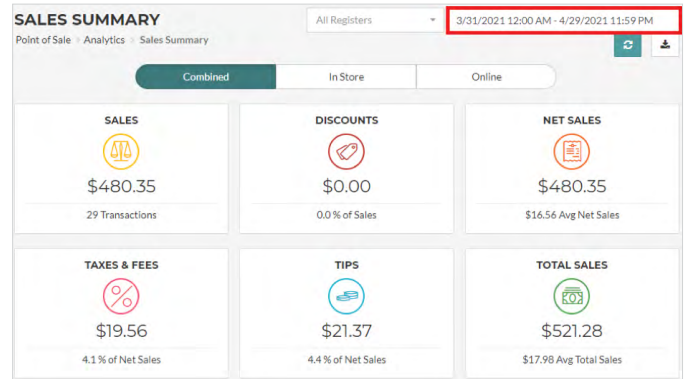 SALES SUMMARY
All Registers
3/31/2021 12:00 AM - 4/29/2021 11:59 PM
Point of Sale Analytics Sales Summary
Combined
In Store
Online
SALES
$480.35
29 Transactions
DISCOUNTS
$0.00
0.0 % of Sales
NET SALES
$480.35
$16.56 Avg Net Sales
TAXES & FEES
$19.56
4.1 % of Net Sales
TIPS
$21.37
4.4 % of Net Sales
TOTAL SALES
$521.28
$17.98 Avg Total Sales